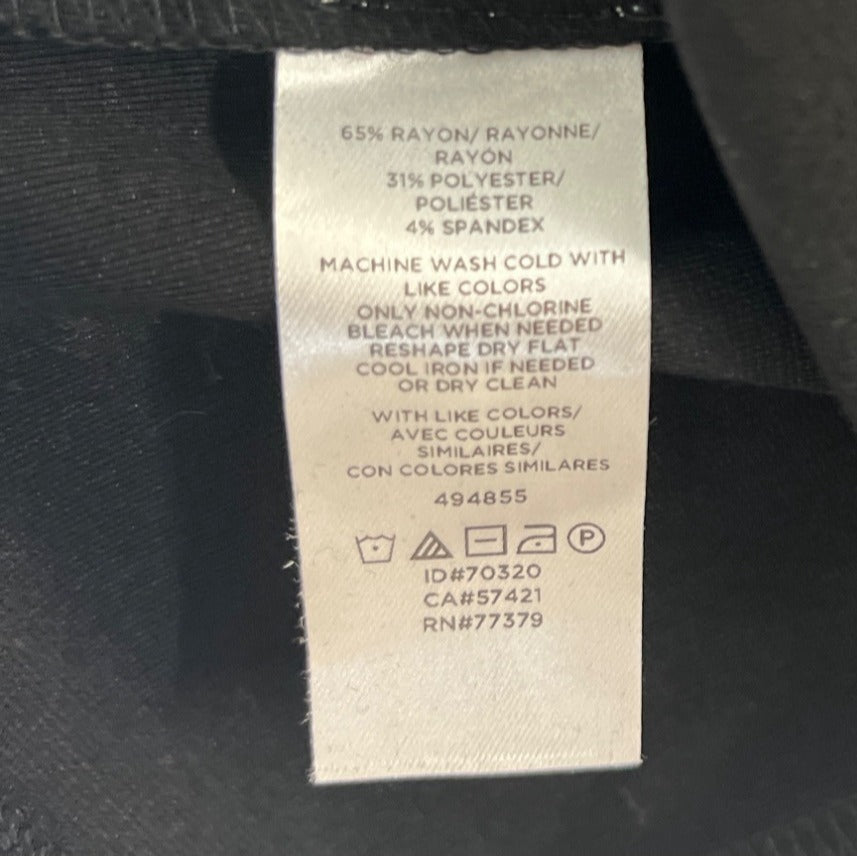 65% RAYON/ RAYONNE/
RAYÓN
31% POLYESTER/
POLIÉSTER
4% SPANDEX
MACHINE WASH COLD WITH
LIKE COLORS
ONLY NON-CHLORINE
BLEACH WHEN NEEDED
RESHAPE DRY FLAT
COOL IRON IF NEEDED
OR DRY CLEAN
WITH LIKE COLORS/
AVEC COULEURS
SIMILAIRES/
CON COLORES SIMILARES
494855
P
ID#70320
CA#57421
RN#77379